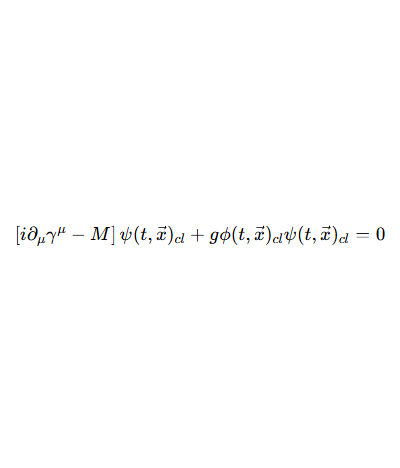 [i∂_μγ^μ − M] ψ(t, x⃗)_cl + gϕ(t, x⃗)_cl ψ(t, x⃗)_cl = 0